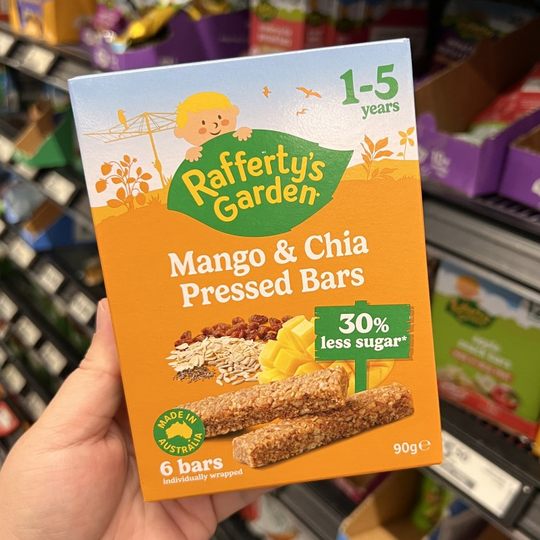 1-5
years
Rafferty's
Garden
Mango & Chia
Pressed Bars
30%
less sugar*
MADE IN
AUSTRALIA
6 bars
individually wrapped
90g℮